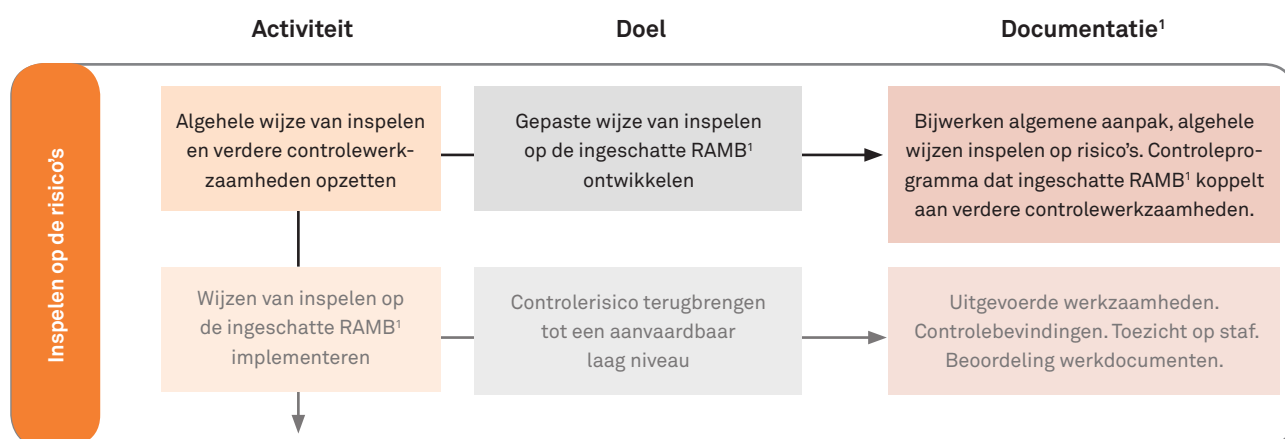 Activiteit
Doel
Documentatie¹
Inspelen op de risico's
Algehele wijze van inspelen
en verdere controlewerk-
zaamheden opzetten
Gepaste wijze van inspelen
op de ingeschatte RAMB¹
ontwikkelen
Bijwerken algemene aanpak, algehele
wijzen inspelen op risico's. Controlepro-
gramma dat ingeschatte RAMB¹ koppelt
aan verdere controlewerkzaamheden.
Wijzen van inspelen op
de ingeschatte RAMB¹
implementeren
Controlerisico terugbrengen
tot een aanvaardbaar
laag niveau
Uitgevoerde werkzaamheden.
Controlebevindingen. Toezicht op staf.
Beoordeling werkdocumenten.